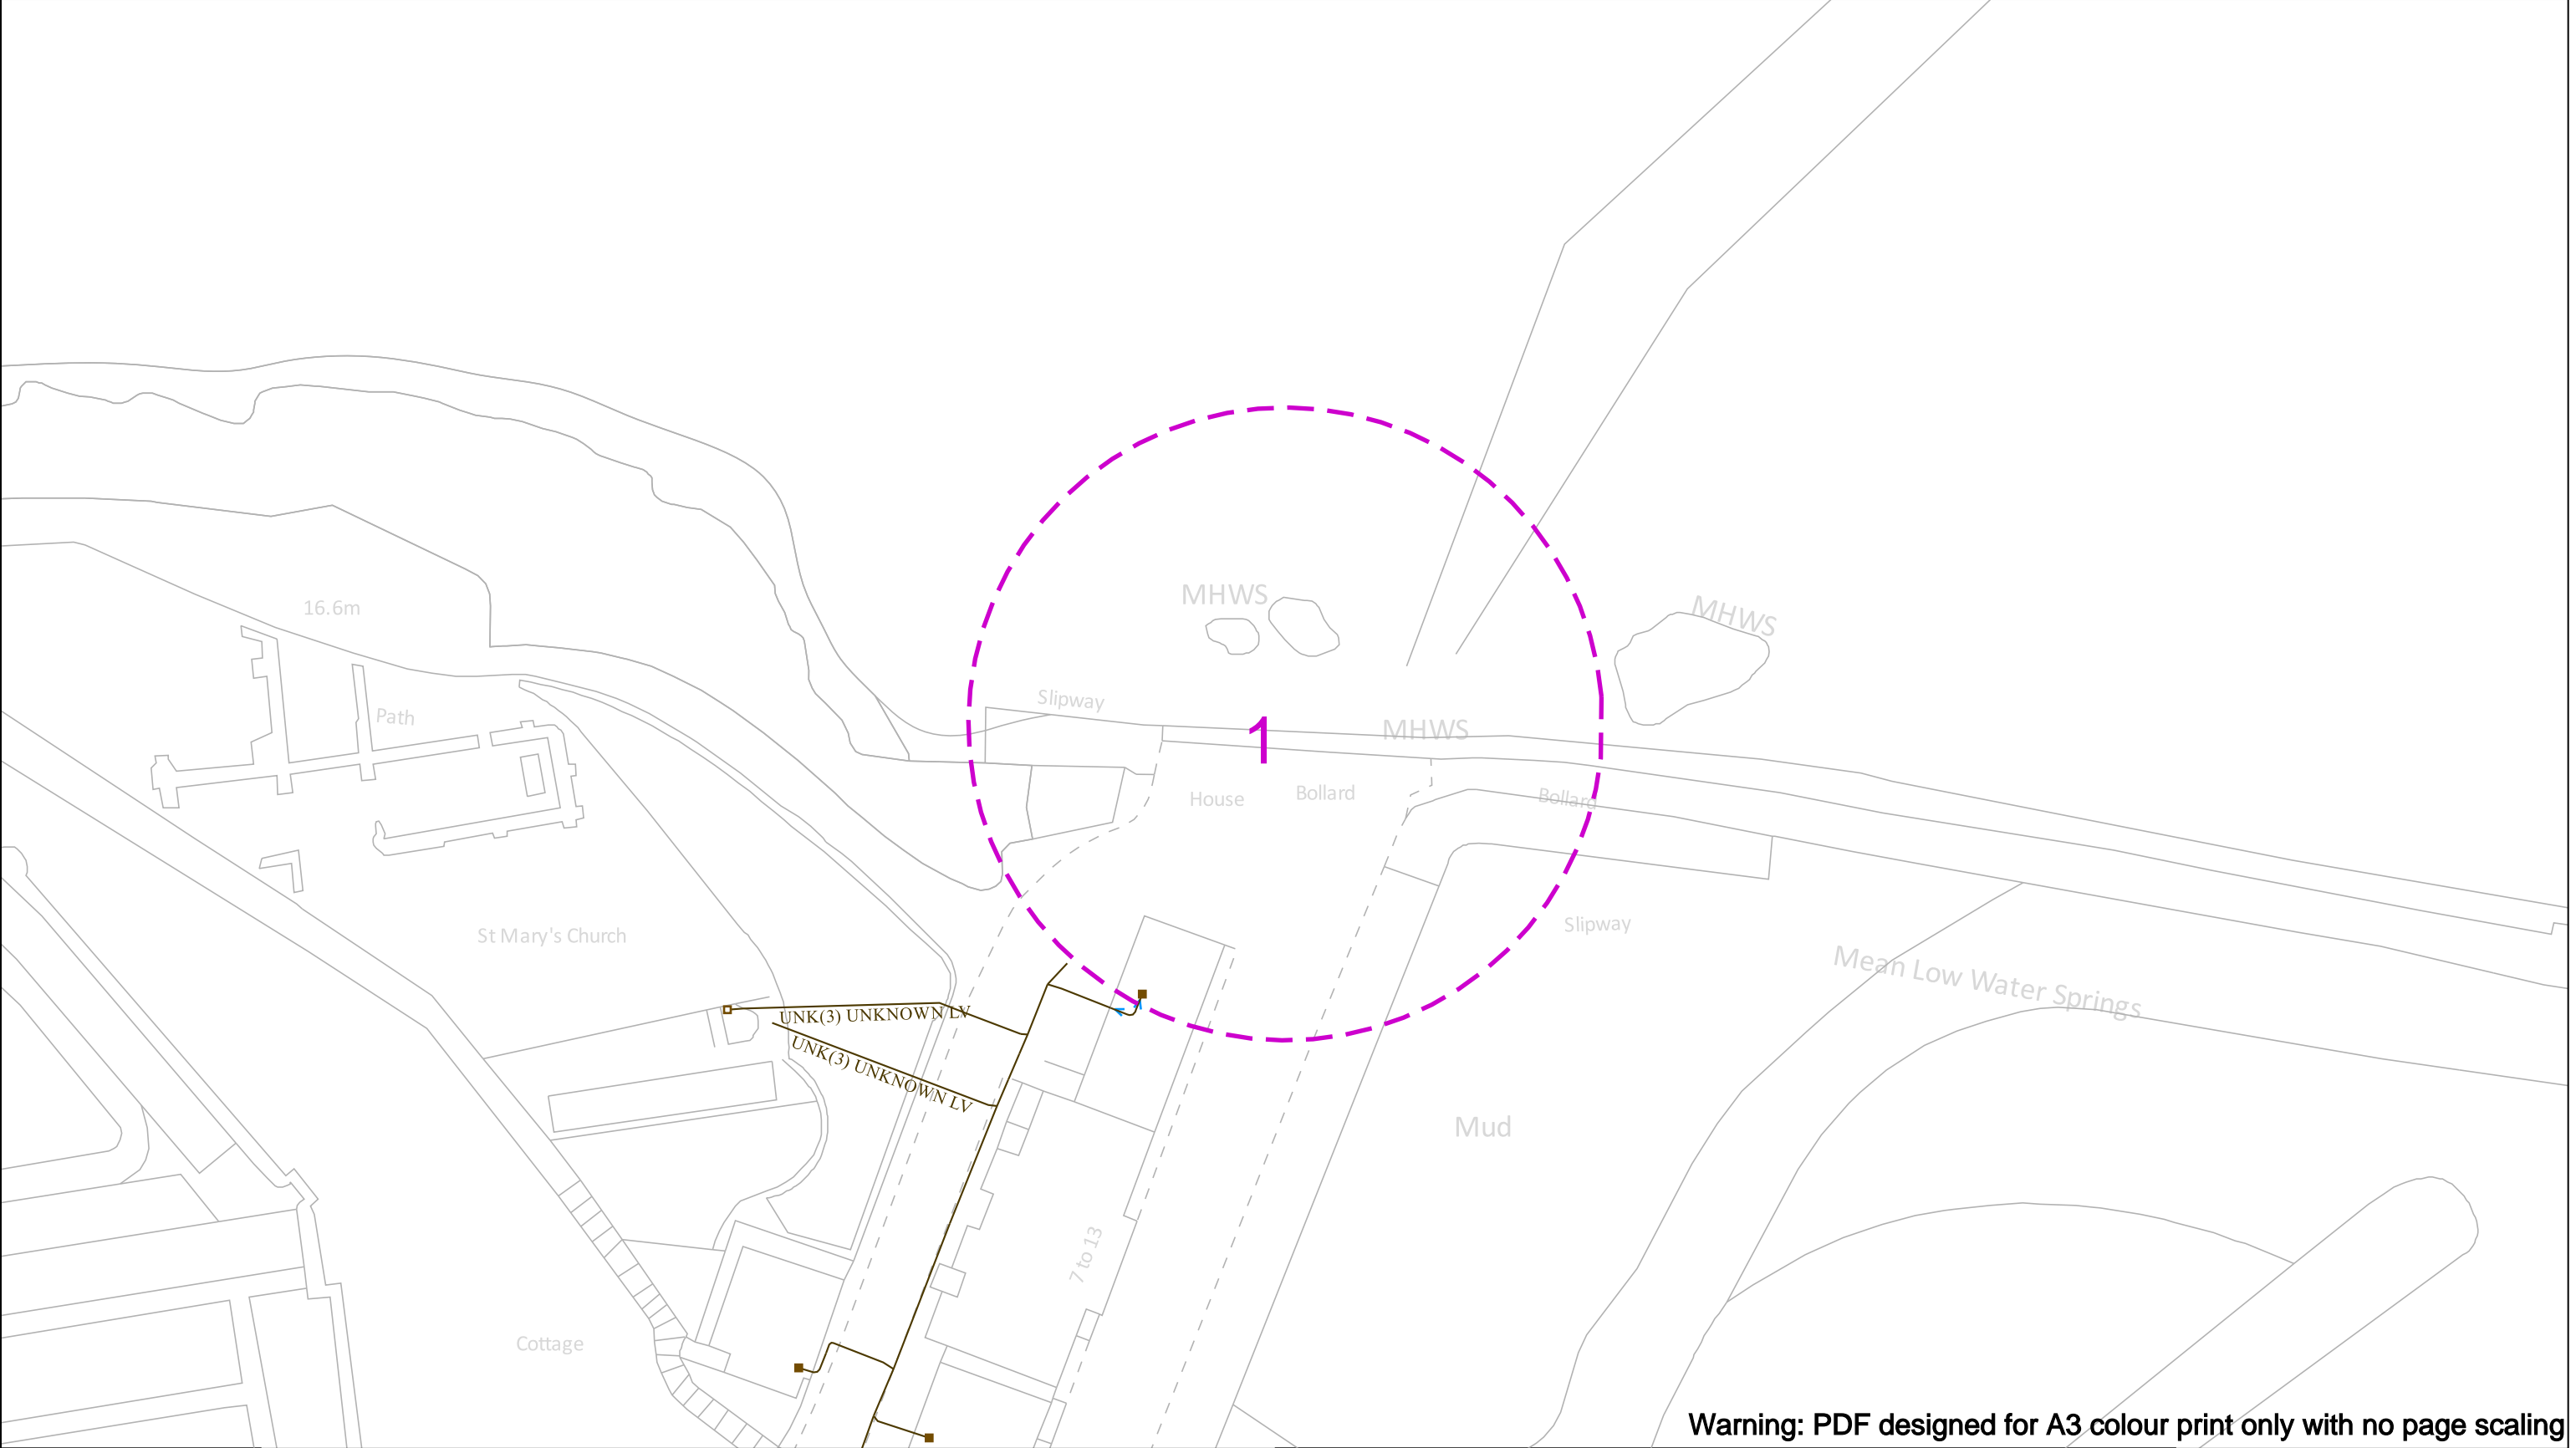 MHWS
MHWS
16.6m
Slipway
Path
1
MHWS
House
Bollard
Bollard
St Mary's Church
Slipway
Mean Low Water Springs
UNK(3) UNKNOWN LV
UNK(3) UNKNOWN LV
Mud
7 to 13
Cottage
Warning: PDF designed for A3 colour print only with no page scaling